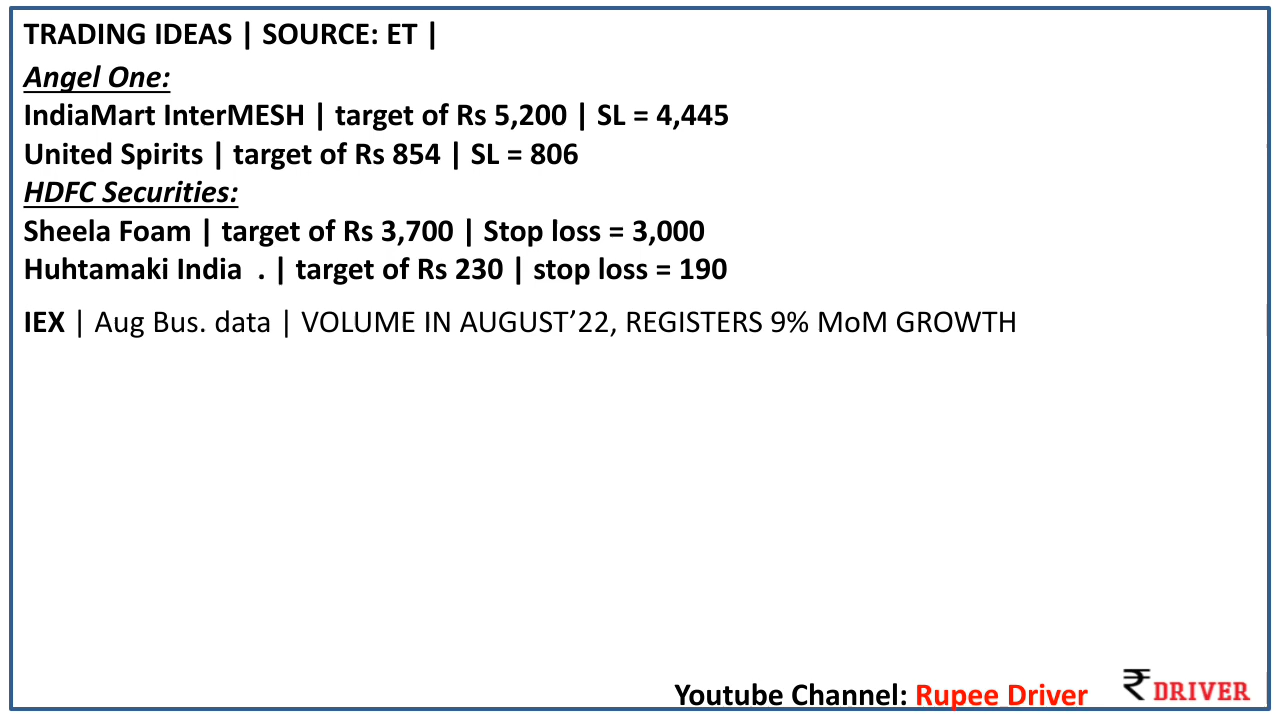 TRADING IDEAS | SOURCE: ET |
Angel One:
IndiaMart InterMESH | target of Rs 5,200 | SL = 4,445
United Spirits | target of Rs 854 | SL = 806
HDFC Securities:
Sheela Foam | target of Rs 3,700 | Stop loss = 3,000
Huhtamaki India  . | target of Rs 230 | stop loss = 190
IEX | Aug Bus. data | VOLUME IN AUGUST’22, REGISTERS 9% MoM GROWTH
Youtube Channel: Rupee Driver
₹ DRIVER